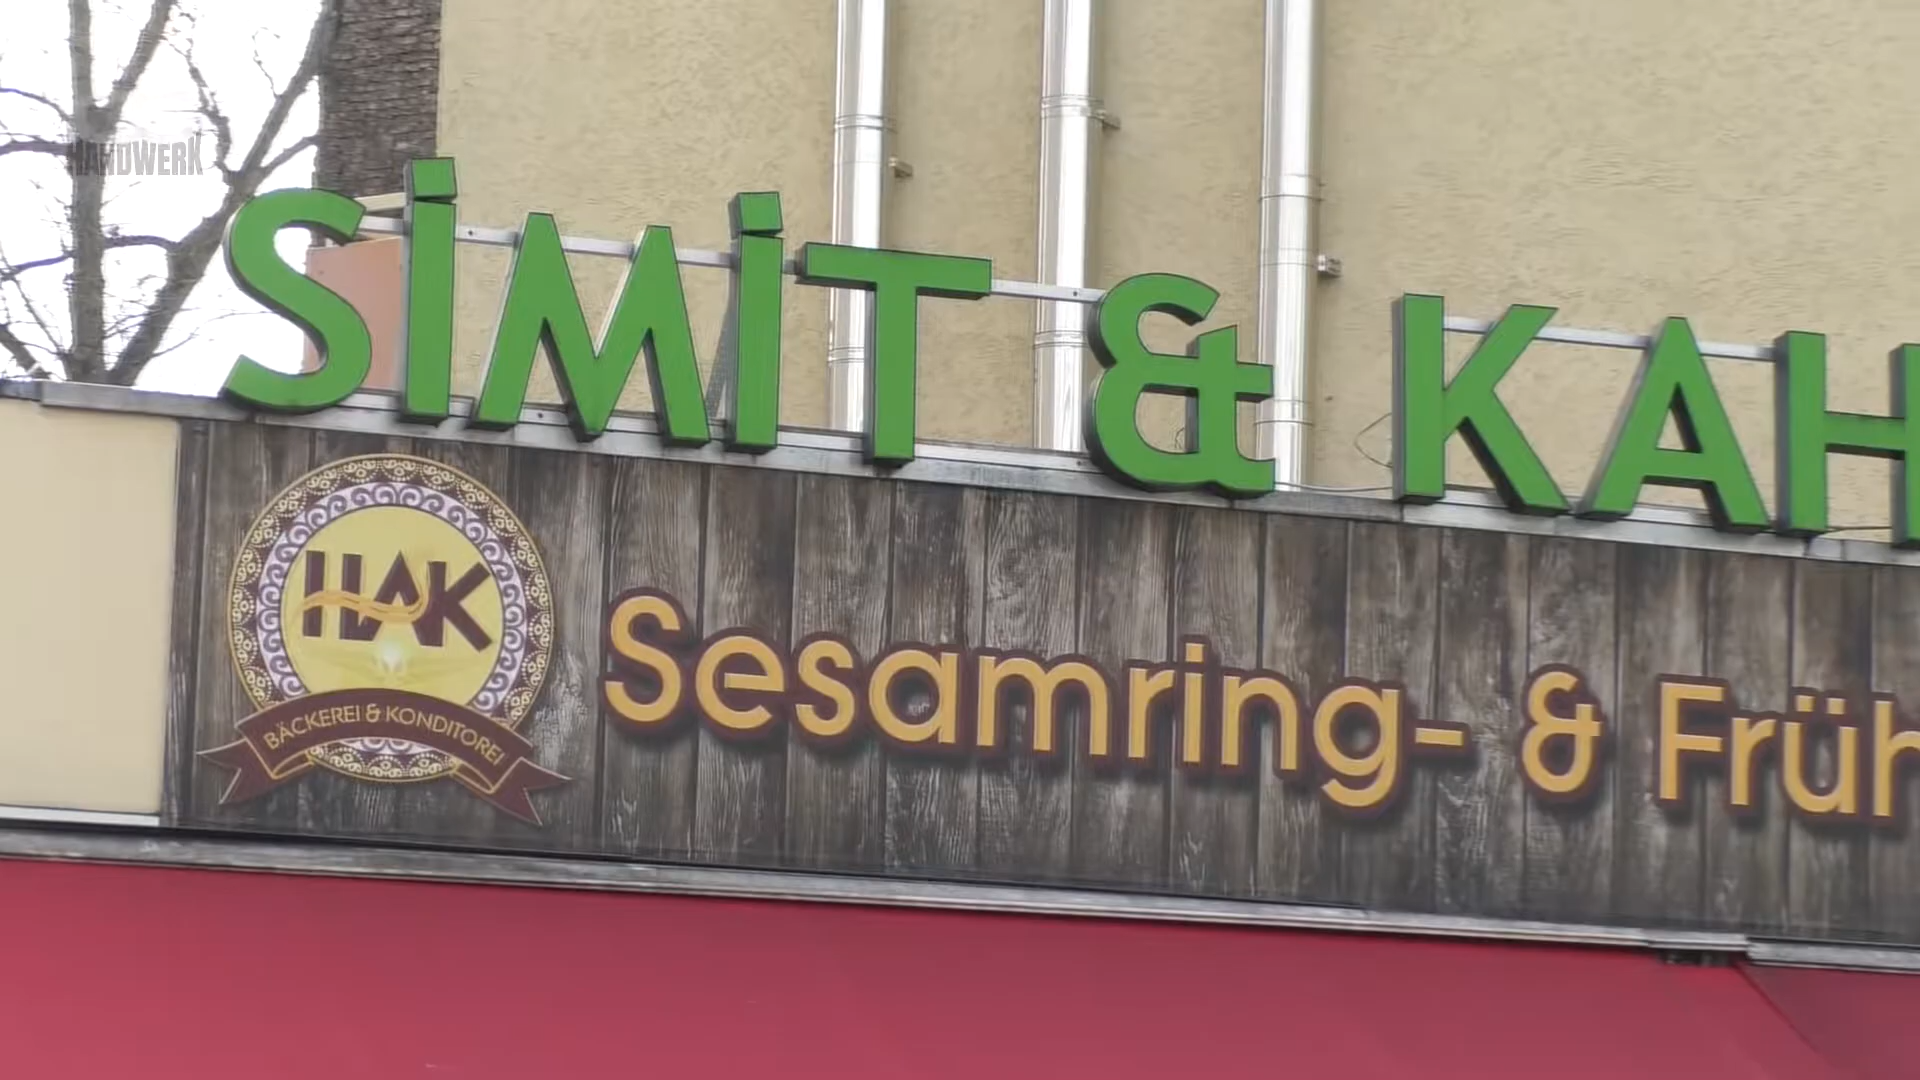 HANDWERK
SİMİT & KAH
HAK
BÄCKEREI & KONDITOREI
Sesamring- & Früh